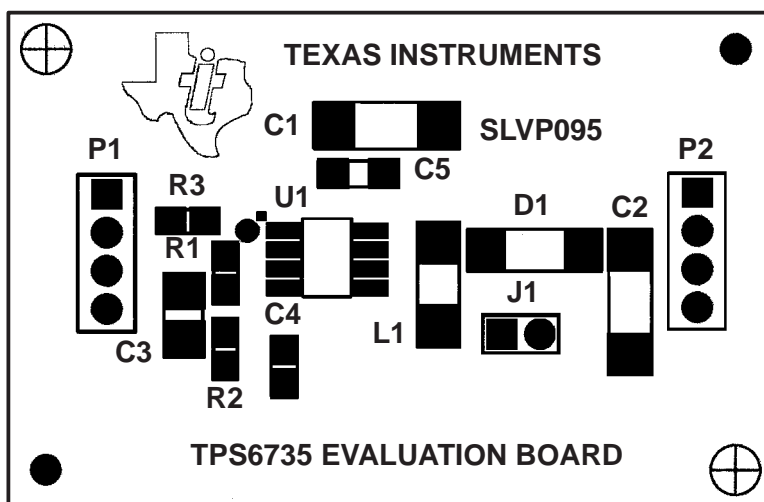 TEXAS INSTRUMENTS
C1
SLVP095
P1
C5
P2
R3
U1
D1
C2
R1
J1
C4
L1
C3
R2
TPS6735 EVALUATION BOARD